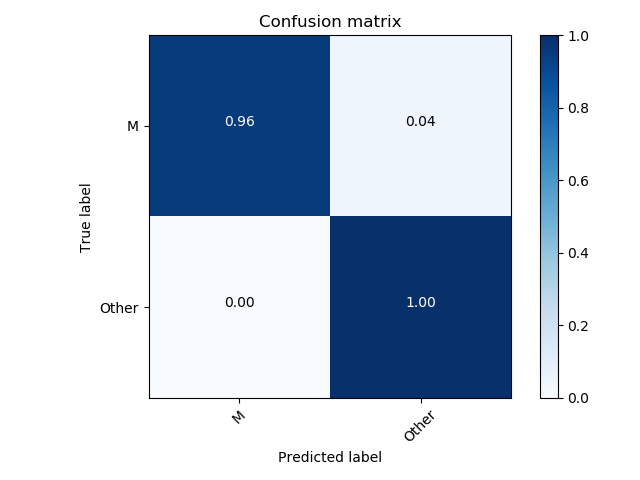 Confusion matrix
True label
M
0.96
0.04
Other
0.00
1.00
M
Other
Predicted label
1.0
0.8
0.6
0.4
0.2
0.0